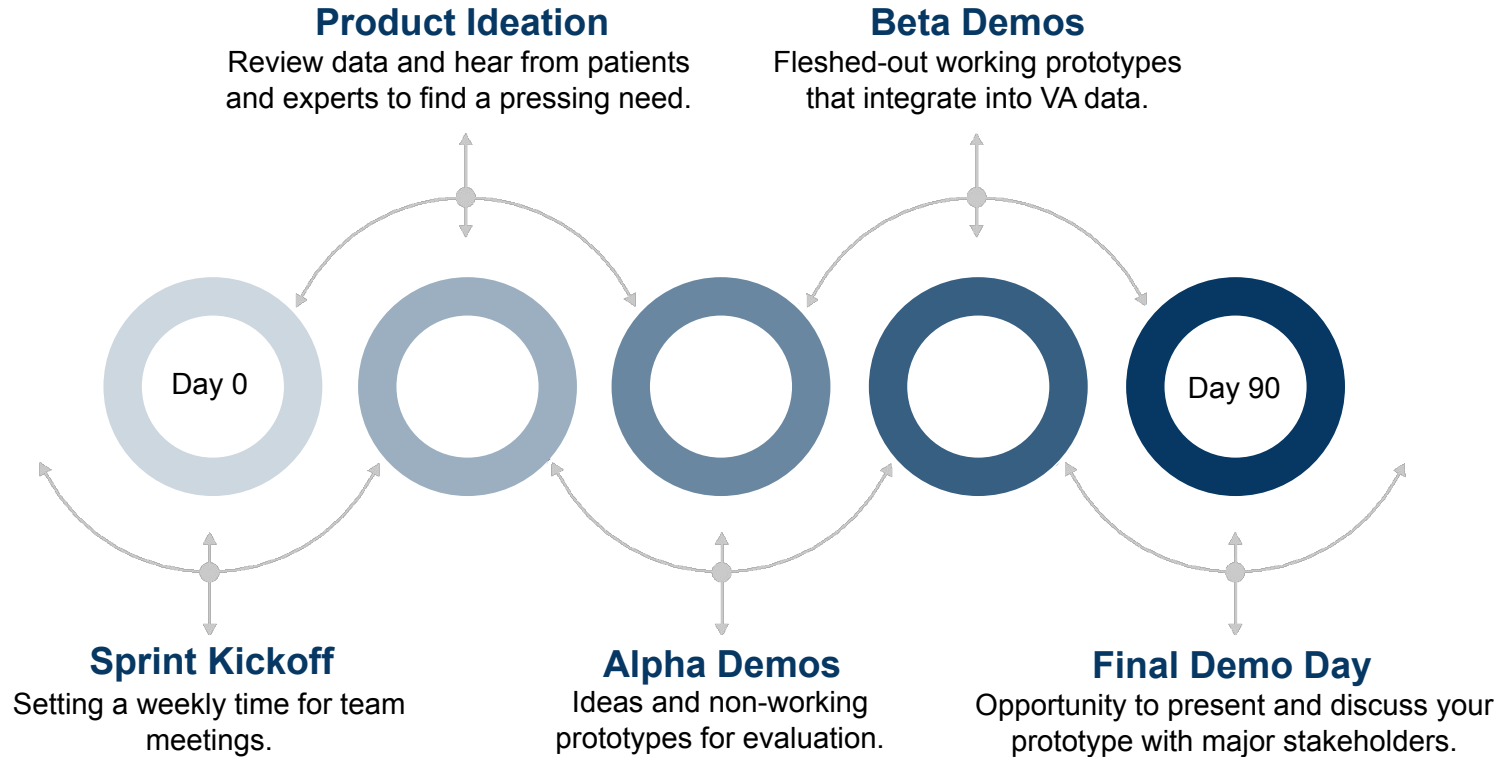 Product Ideation
Review data and hear from patients
and experts to find a pressing need.
Beta Demos
Fleshed-out working prototypes
that integrate into VA data.
Day 0
Day 90
Sprint Kickoff
Setting a weekly time for team
meetings.
Alpha Demos
Ideas and non-working
prototypes for evaluation.
Final Demo Day
Opportunity to present and discuss your
prototype with major stakeholders.